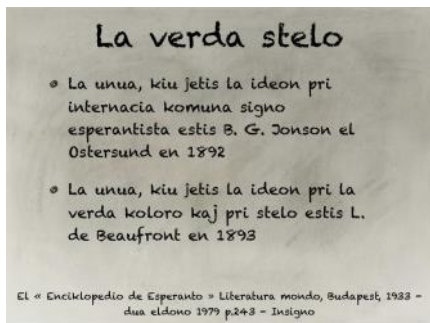 La verda stelo
La unua, kiu jetis la ideon pri
internacia komuna signo
esperantista estis B. G. Jonson el
Ostersund en 1892
La unua, kiu jetis la ideon pri la
verda koloro kaj pri stelo estis L.
de Beaufront en 1893
El « Enciklopedio de Esperanto » Literatura mondo, Budapest, 1933 -
dua eldono 1979 p.243 - Insigno